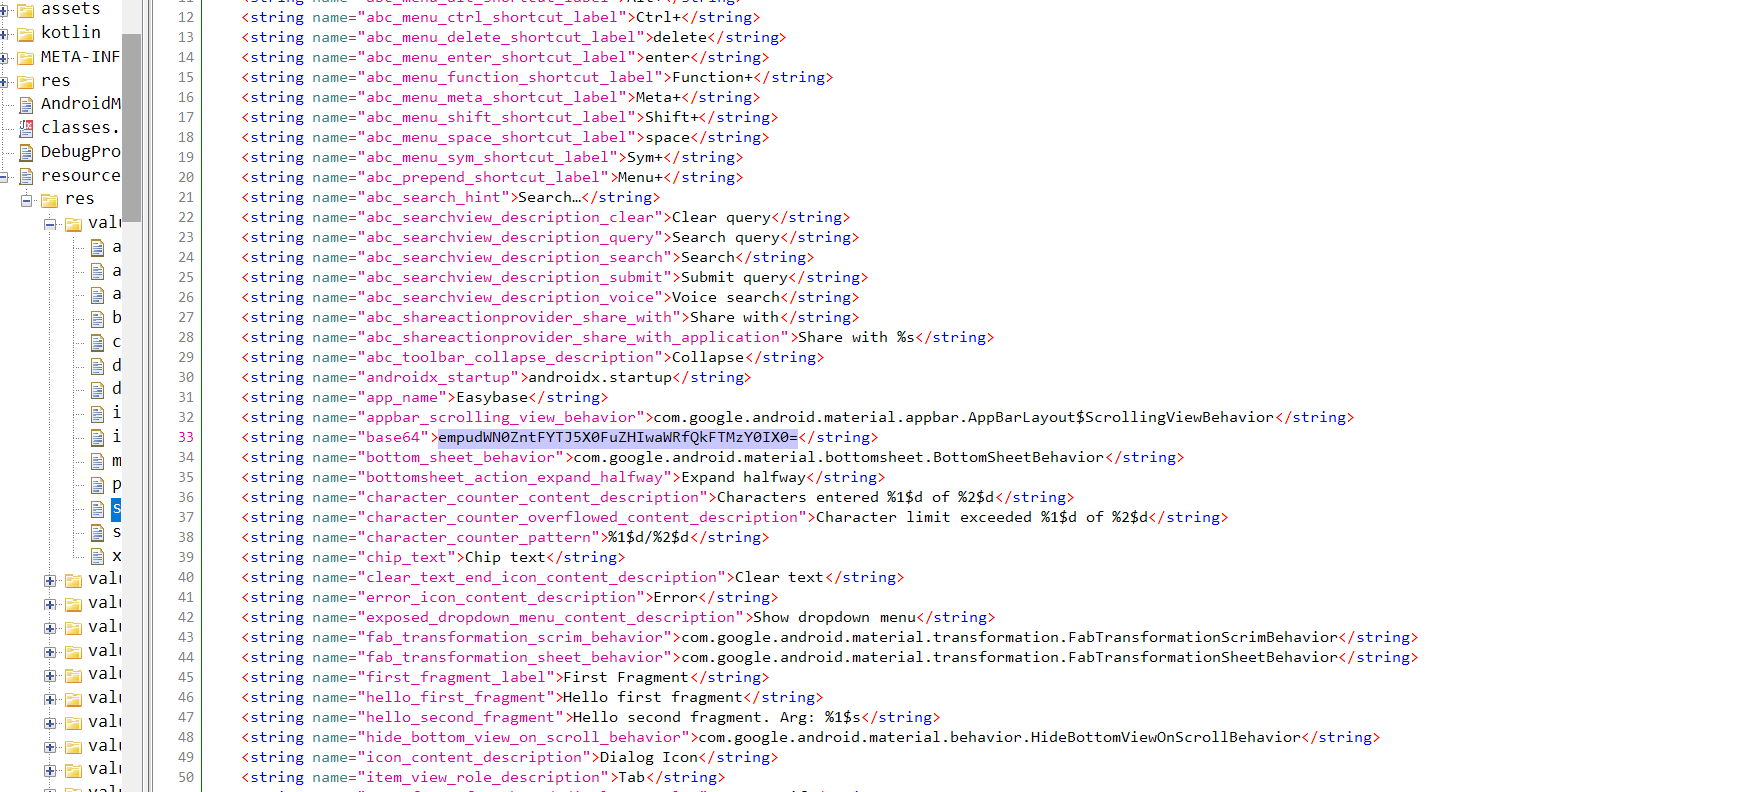 assets
kotlin
META-INF
res
AndroidM
classes.
DebugPro
resource
res
valu
a
a
a
b
c
d
d
i
i
m
p
s
s
x
valu
valu
valu
valu
valu
valu
valu
valu
valu
12 <string name="abc_menu_ctrl_shortcut_label">Ctrl+</string>
13 <string name="abc_menu_delete_shortcut_label">delete</string>
14 <string name="abc_menu_enter_shortcut_label">enter</string>
15 <string name="abc_menu_function_shortcut_label">Function+</string>
16 <string name="abc_menu_meta_shortcut_label">Meta+</string>
17 <string name="abc_menu_shift_shortcut_label">Shift+</string>
18 <string name="abc_menu_space_shortcut_label">space</string>
19 <string name="abc_menu_sym_shortcut_label">Sym+</string>
20 <string name="abc_prepend_shortcut_label">Menu+</string>
21 <string name="abc_search_hint">Search…</string>
22 <string name="abc_searchview_description_clear">Clear query</string>
23 <string name="abc_searchview_description_query">Search query</string>
24 <string name="abc_searchview_description_search">Search</string>
25 <string name="abc_searchview_description_submit">Submit query</string>
26 <string name="abc_searchview_description_voice">Voice search</string>
27 <string name="abc_shareactionprovider_share_with">Share with</string>
28 <string name="abc_shareactionprovider_share_with_application">Share with %s</string>
29 <string name="abc_toolbar_collapse_description">Collapse</string>
30 <string name="androidx_startup">androidx.startup</string>
31 <string name="app_name">Easybase</string>
32 <string name="appbar_scrolling_view_behavior">com.google.android.material.appbar.AppBarLayout$ScrollingViewBehavior</string>
33 <string name="base64">empudWN0ZntFYTJ5X0FuZHIwaWRfQkFTMzY0IX0=</string>
34 <string name="bottom_sheet_behavior">com.google.android.material.bottomsheet.BottomSheetBehavior</string>
35 <string name="bottomsheet_action_expand_halfway">Expand halfway</string>
36 <string name="character_counter_content_description">Characters entered %1$d of %2$d</string>
37 <string name="character_counter_overflowed_content_description">Character limit exceeded %1$d of %2$d</string>
38 <string name="character_counter_pattern">%1$d/%2$d</string>
39 <string name="chip_text">Chip text</string>
40 <string name="clear_text_end_icon_content_description">Clear text</string>
41 <string name="error_icon_content_description">Error</string>
42 <string name="exposed_dropdown_menu_content_description">Show dropdown menu</string>
43 <string name="fab_transformation_scrim_behavior">com.google.android.material.transformation.FabTransformationScrimBehavior</string>
44 <string name="fab_transformation_sheet_behavior">com.google.android.material.transformation.FabTransformationSheetBehavior</string>
45 <string name="first_fragment_label">First Fragment</string>
46 <string name="hello_first_fragment">Hello first fragment</string>
47 <string name="hello_second_fragment">Hello second fragment. Arg: %1$s</string>
48 <string name="hide_bottom_view_on_scroll_behavior">com.google.android.material.behavior.HideBottomViewOnScrollBehavior</string>
49 <string name="icon_content_description">Dialog Icon</string>
50 <string name="item_view_role_description">Tab</string>